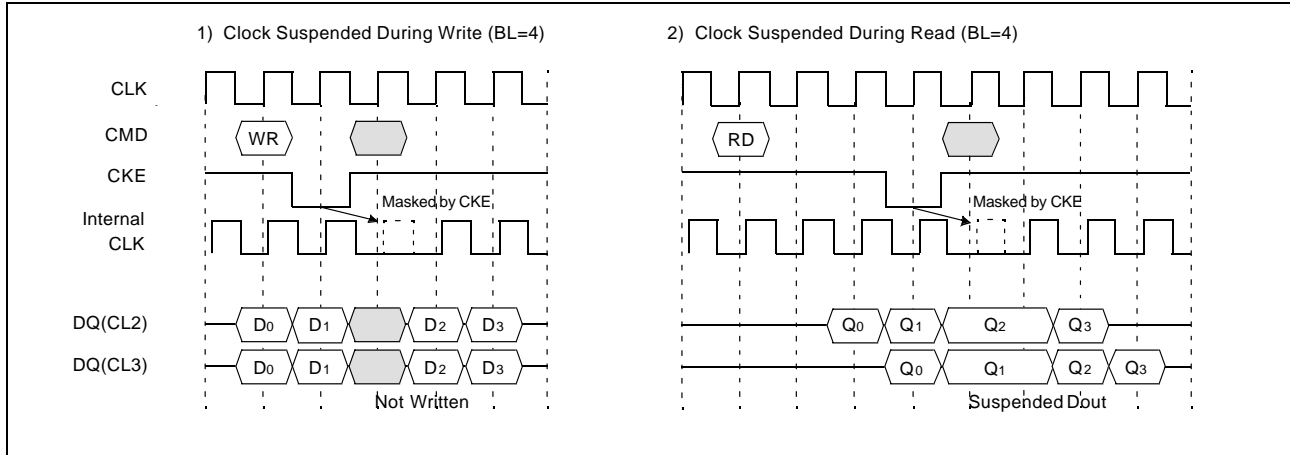 1) Clock Suspended During Write (BL=4)
2) Clock Suspended During Read (BL=4)
CLK
CMD
WR
RD
CKE
Masked by CKE
Masked by CKE
Internal
CLK
DQ(CL2)
D0 D1 D2 D3
Q0 Q1 Q2 Q3
DQ(CL3)
D0 D1 D2 D3
Q0 Q1 Q2 Q3
Not Written
Suspended Dout